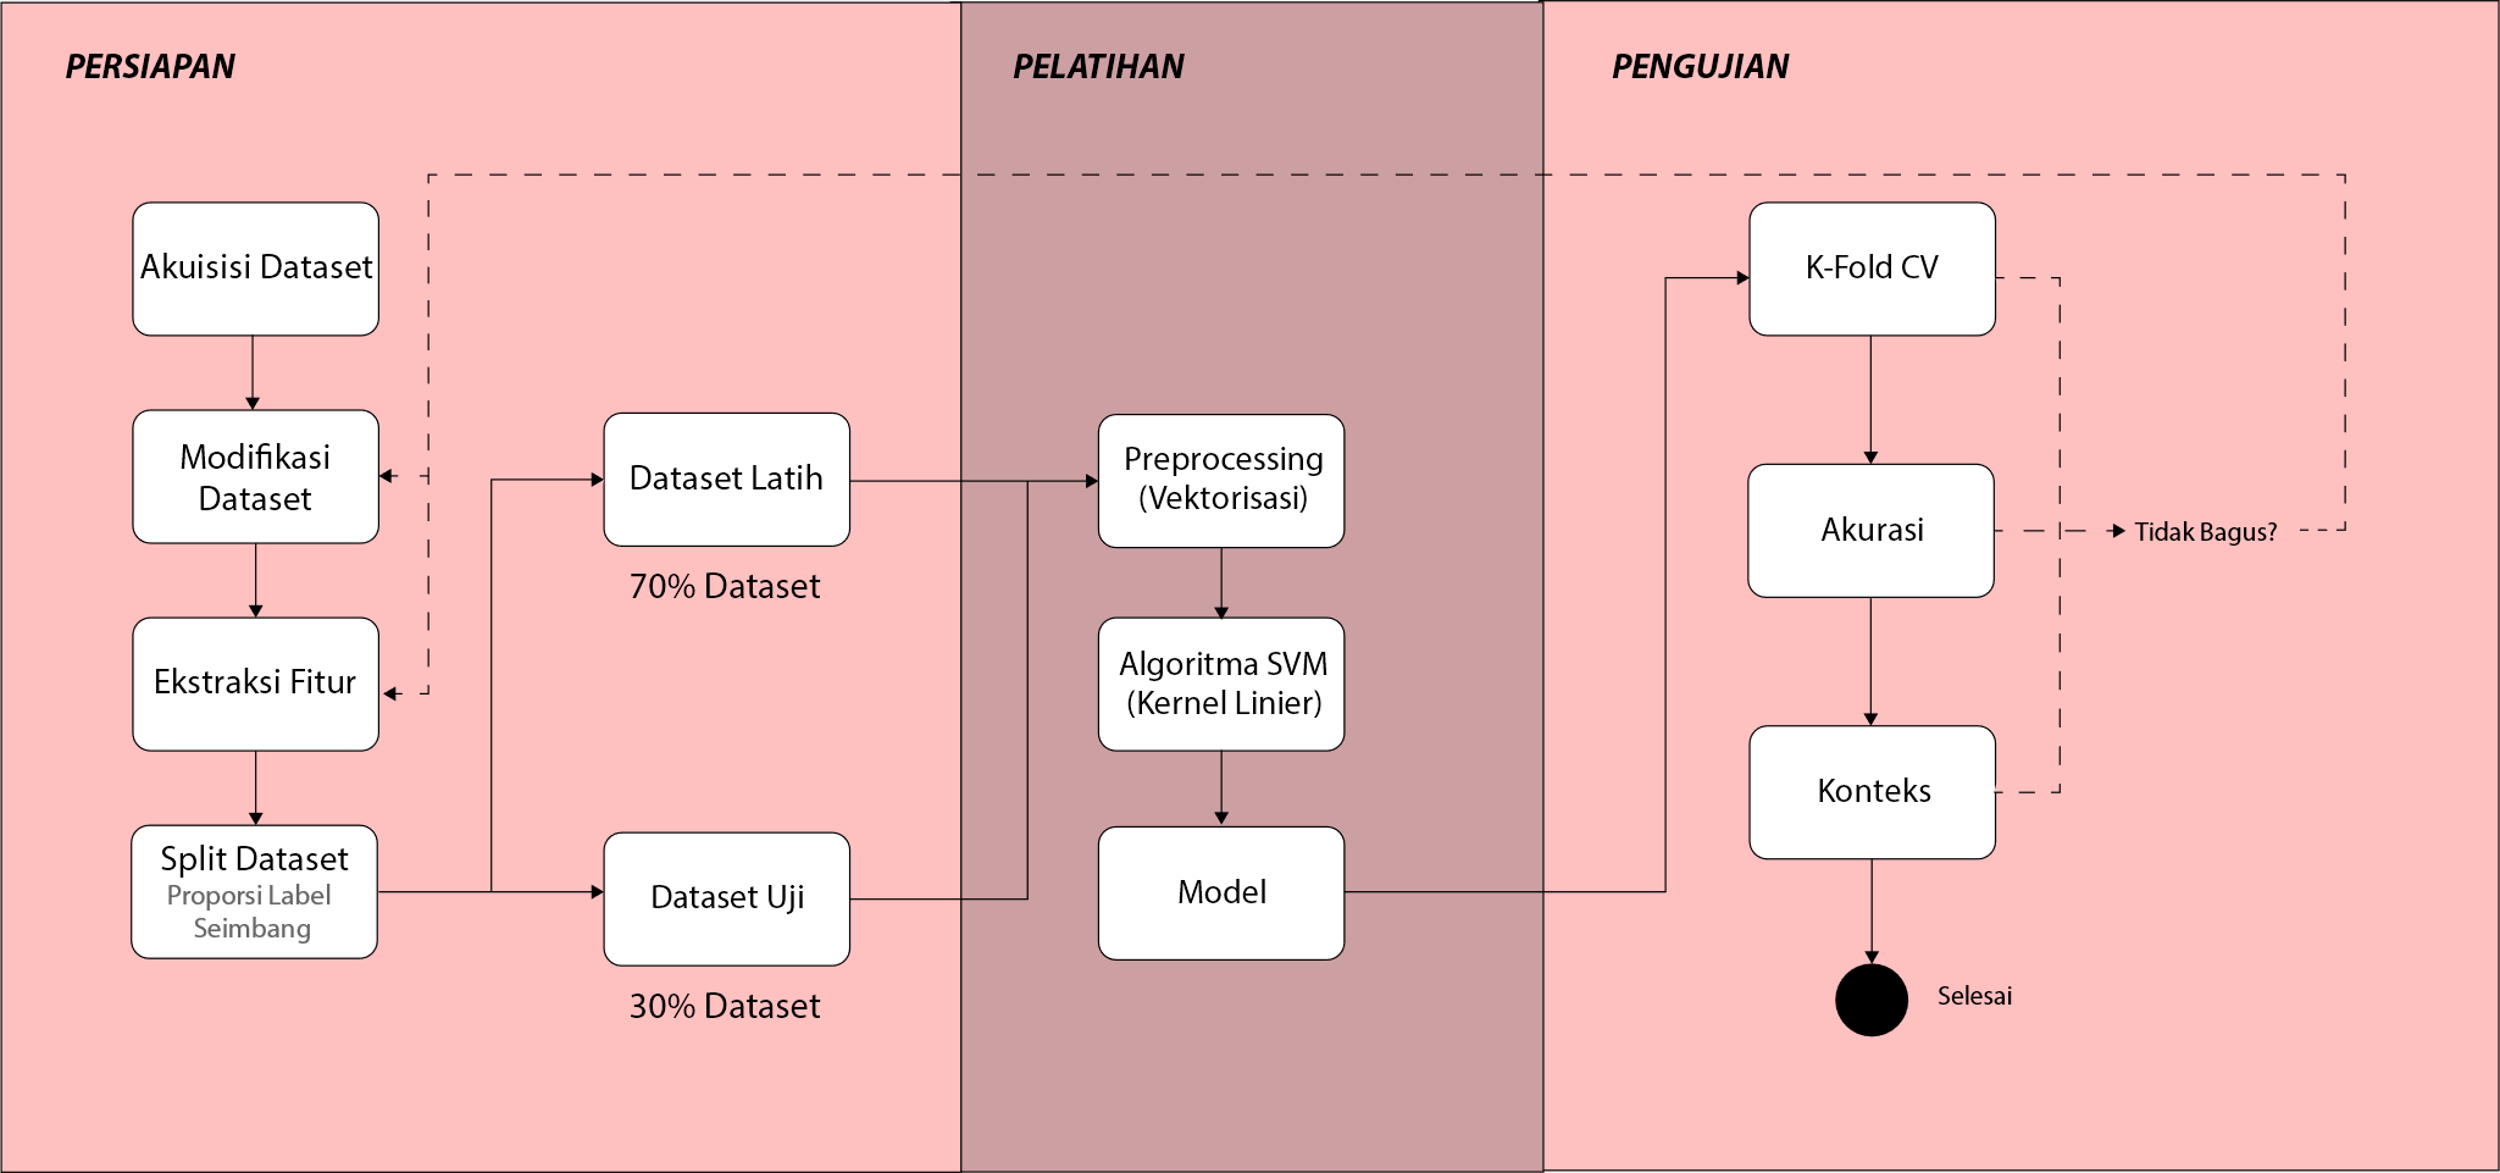 PERSIAPAN
Akuisisi Dataset
Modifikasi
Dataset
Ekstraksi Fitur
Split Dataset
Proporsi Label
Seimbang
Dataset Latih
70% Dataset
Dataset Uji
30% Dataset
PELATIHAN
Preprocessing
(Vektorisasi)
Algoritma SVM
(Kernel Linier)
Model
PENGUJIAN
K-Fold CV
Akurasi
Tidak Bagus?
Konteks
Selesai